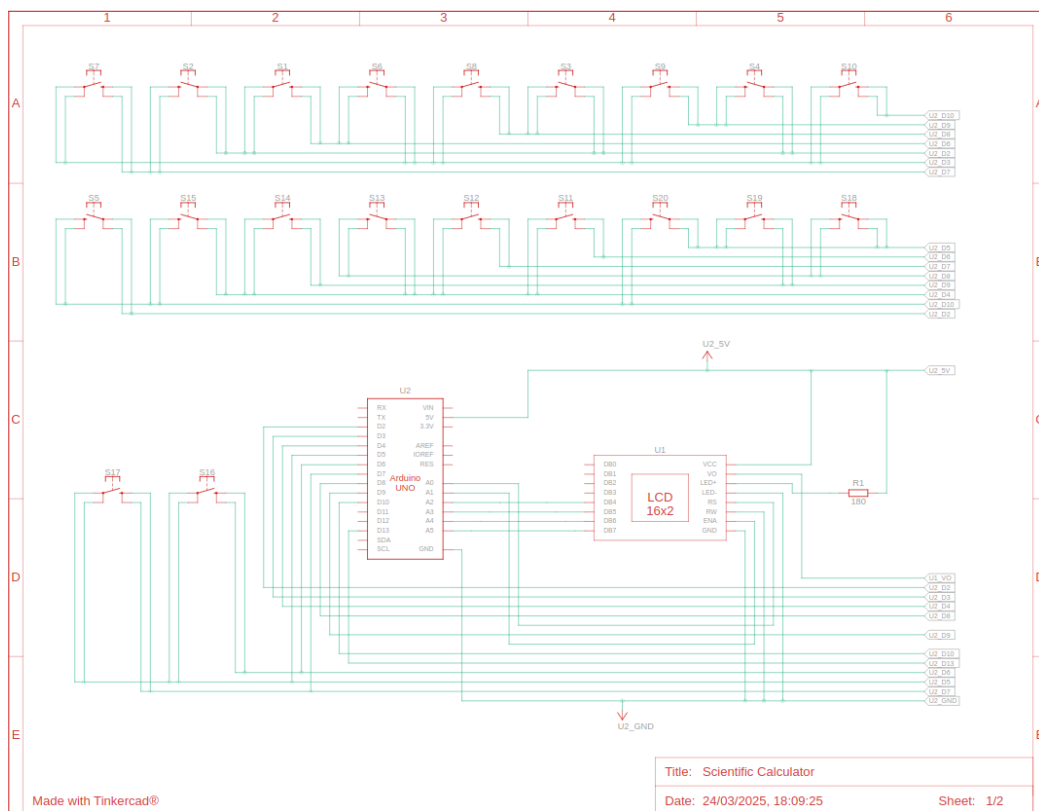 1 2 3 4 5 6
S7 S2 S1 S6 S8 S3 S9 S4 S10
A
U2_D10
U2_D9
U2_D8
U2_D6
U2_D2
U2_D3
U2_D7
S5 S15 S14 S13 S12 S11 S20 S19 S18
B
U2_D5
U2_D6
U2_D7
U2_D8
U2_D9
U2_D4
U2_D10
U2_D2
U2_5V
U2_5V
C
U2
RX VIN
TX 5V
D2 3.3V
D3
D4 AREF
D5 IOREF
D6 RES
D7
D8 A0
D9 A1
D10 A2
D11 A3
D12 A4
D13 A5
SDA
SCL GND
Arduino
UNO
U1
DB0 VCC
DB1 VO
DB2 LED+
DB3 LED-
DB4 RS
DB5 RW
DB6 ENA
DB7 GND
LCD
16x2
R1
180
S17 S16
D
U1_VO
U2_D2
U2_D3
U2_D4
U2_D8
U2_D9
U2_D10
U2_D13
U2_D6
U2_D5
U2_D7
U2_GND
U2_GND
E
Title: Scientific Calculator
Made with Tinkercad®
Date: 24/03/2025, 18:09:25 Sheet: 1/2